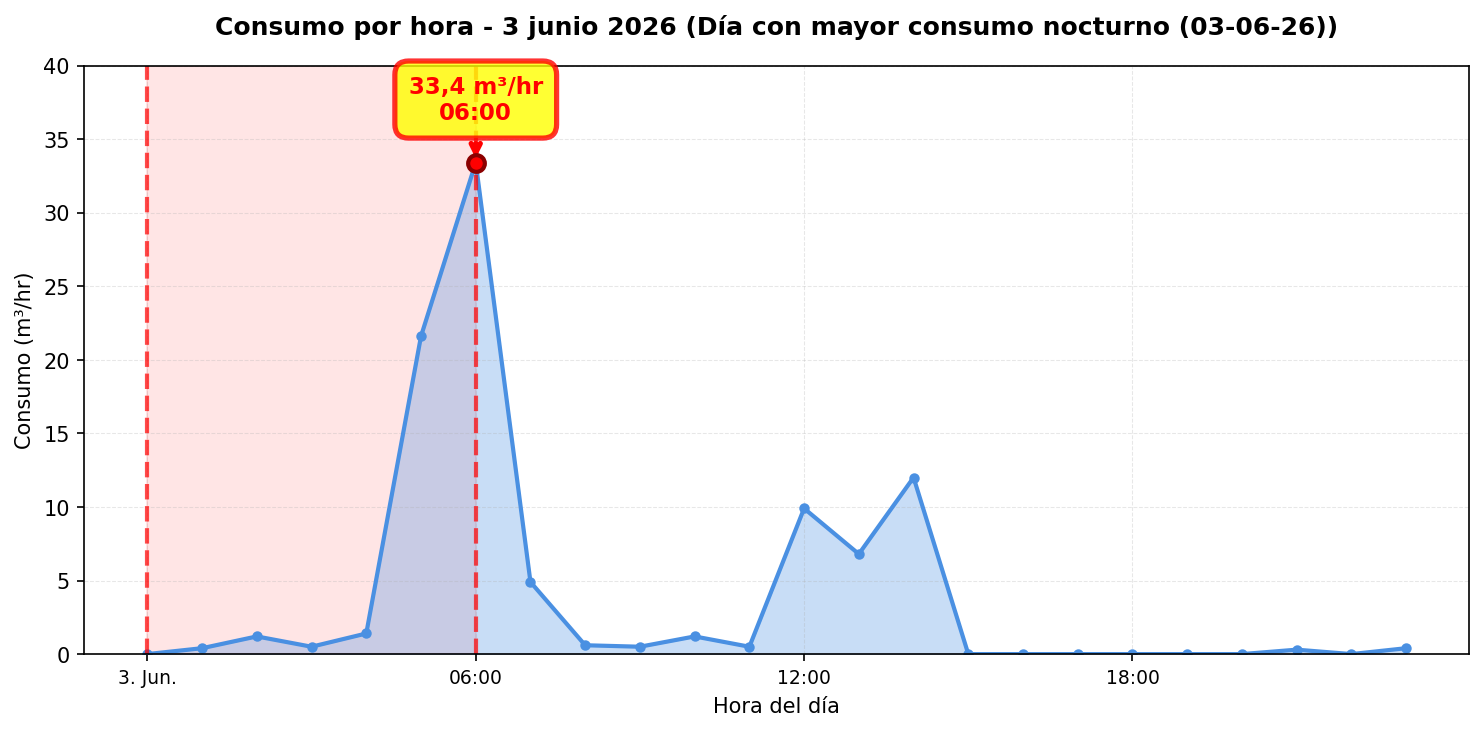 Consumo por hora - 3 junio 2026 (Día con mayor consumo nocturno (03-06-26))
33,4 m³/hr
06:00
40
35
30
25
20
15
10
5
0
Consumo (m³/hr)
3. Jun.
06:00
12:00
18:00
Hora del día